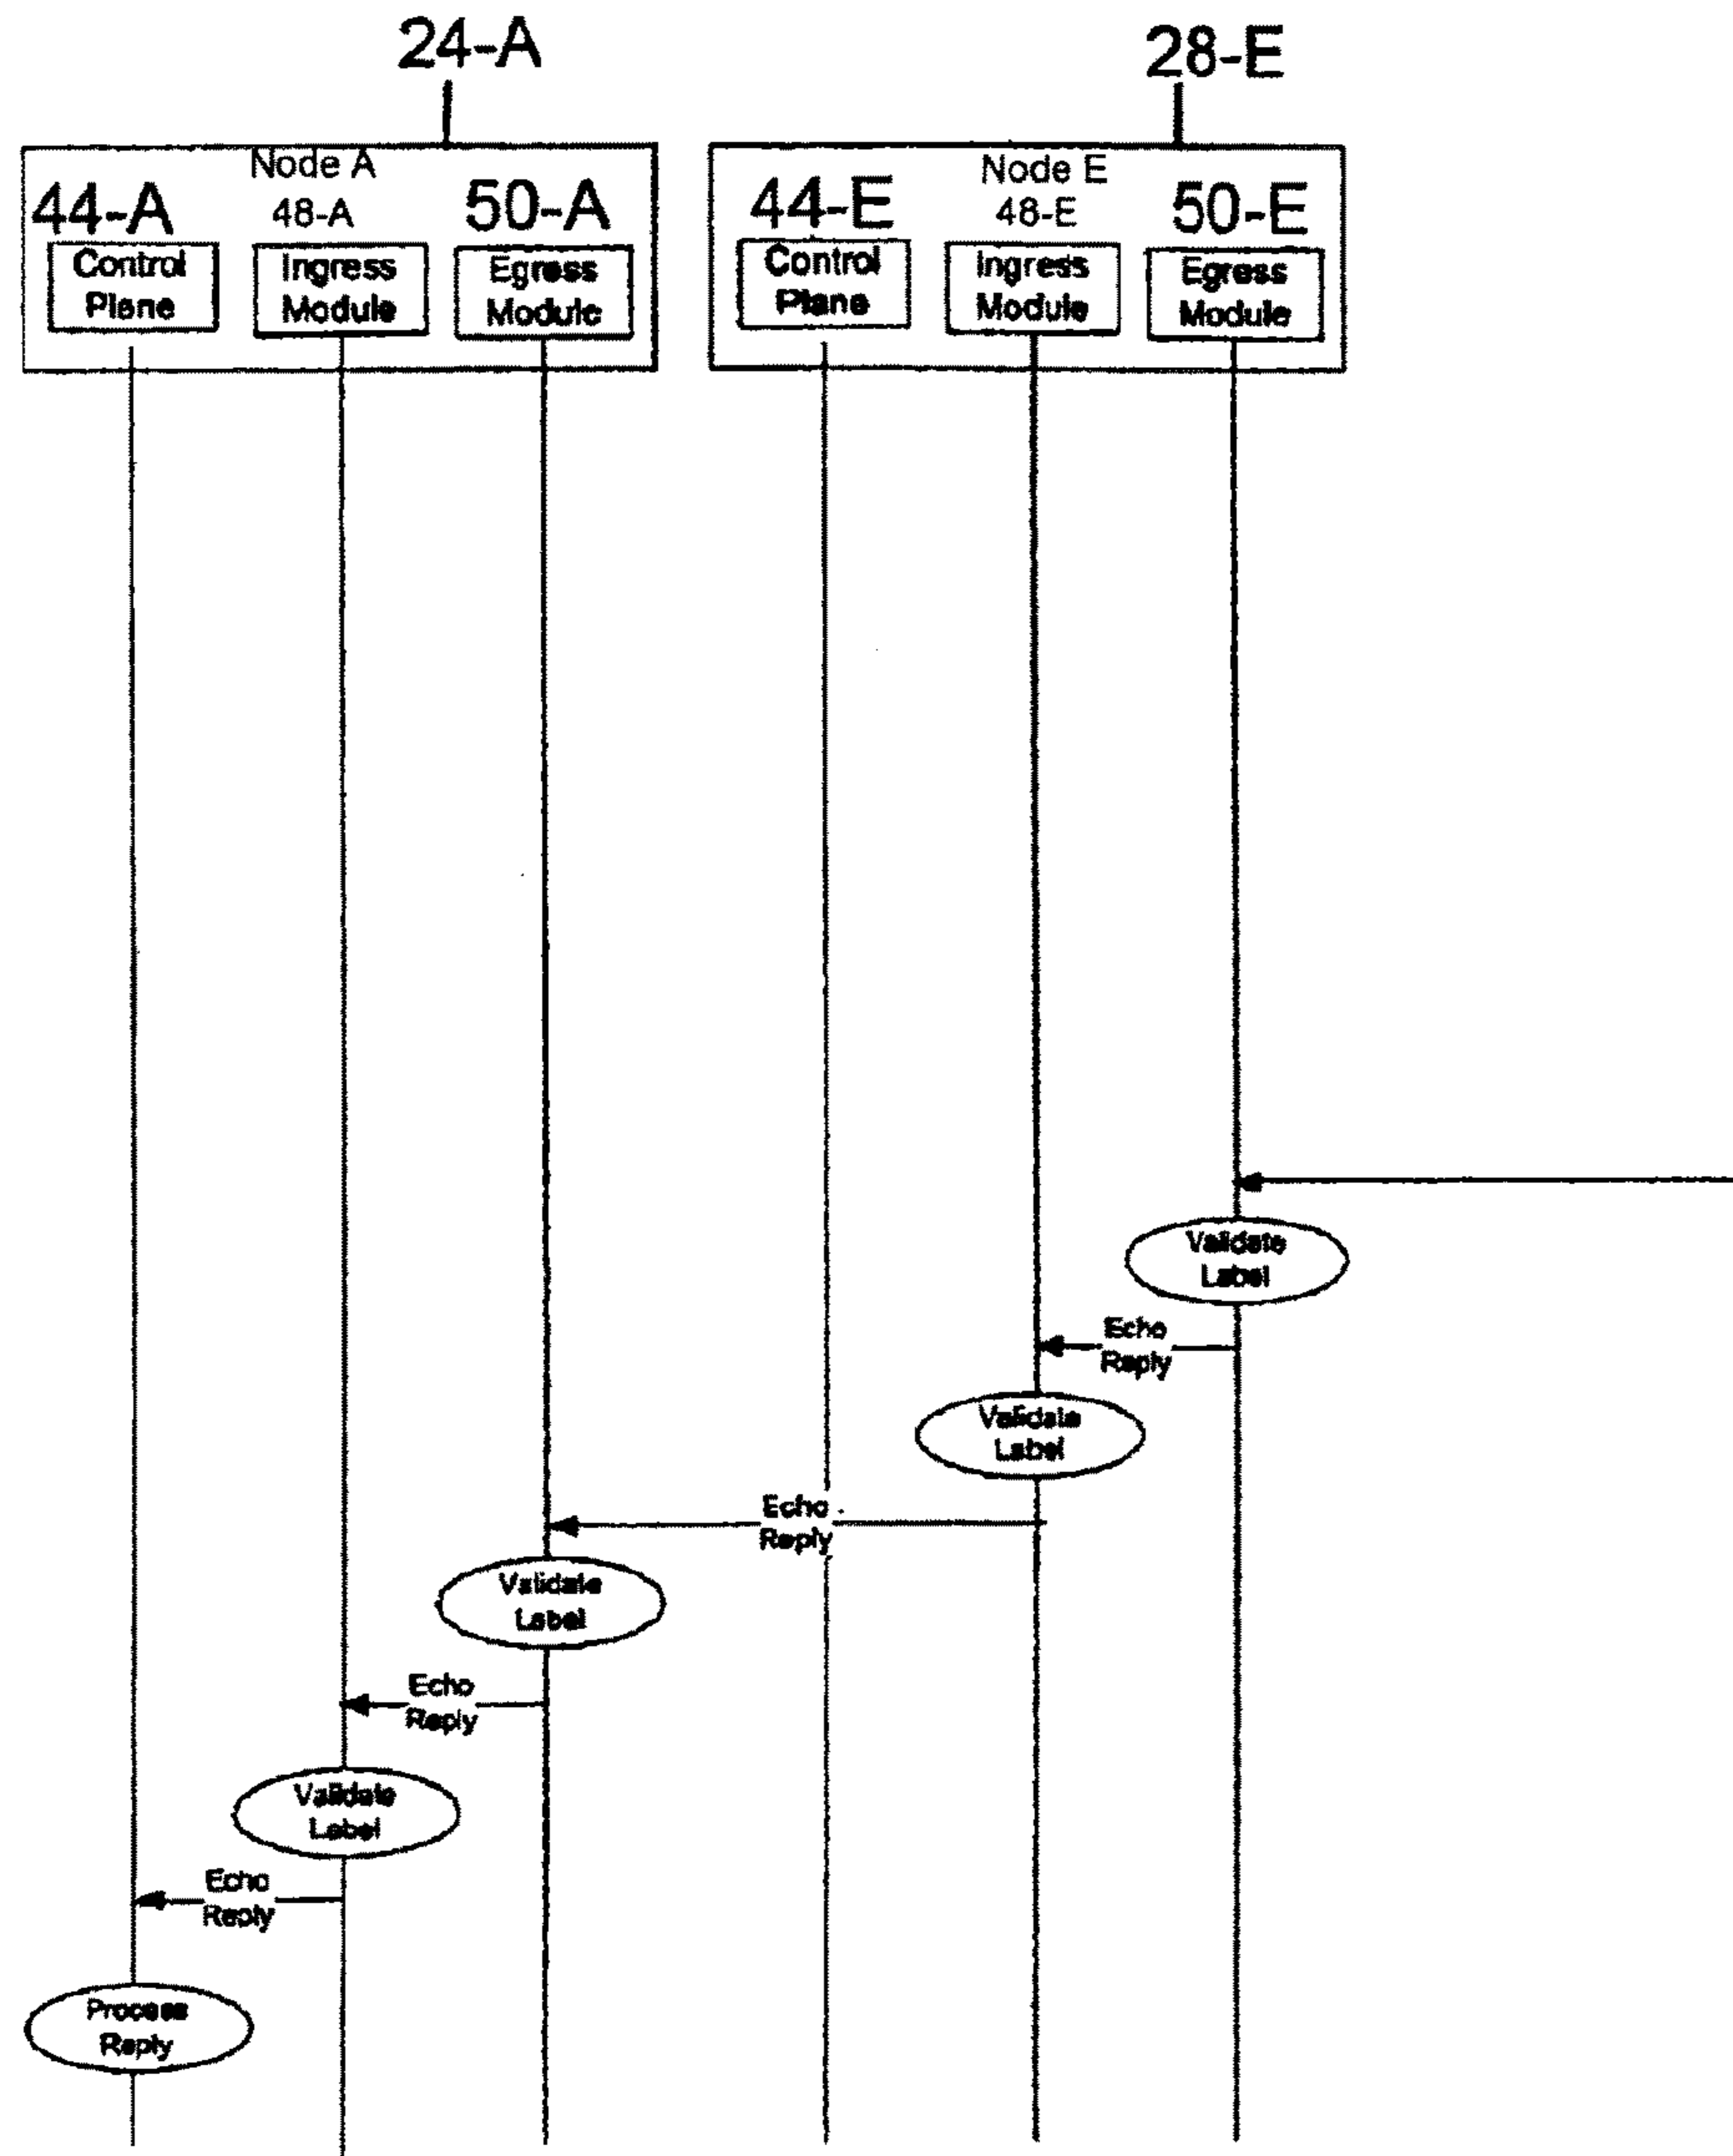 24-A
28-E
Node A
44-A
48-A
50-A
Control
Plane
Ingress
Module
Egress
Module
Node E
44-E
48-E
50-E
Control
Plane
Ingress
Module
Egress
Module
Validate
Label
Echo
Reply
Validate
Label
Echo
Reply
Validate
Label
Echo
Reply
Validate
Label
Echo
Reply
Process
Reply